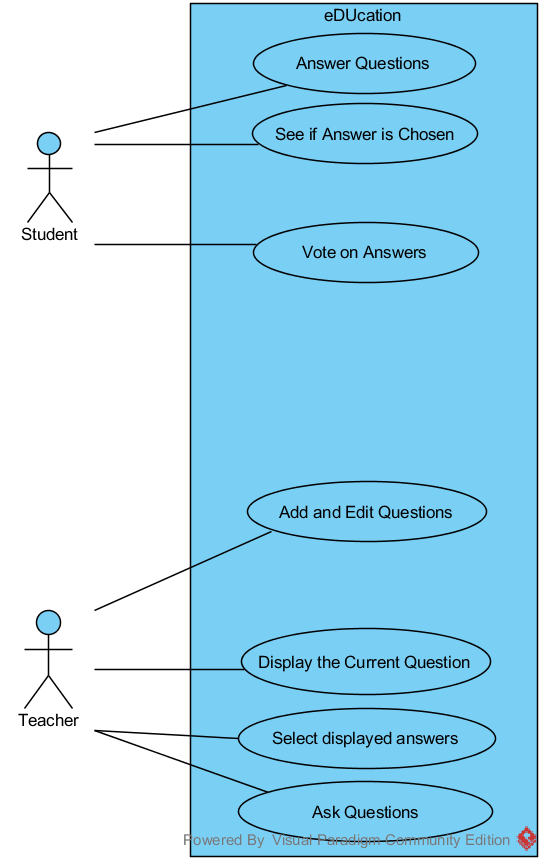 eDUcation
Answer Questions
See if Answer is Chosen
Student
Vote on Answers
Add and Edit Questions
Display the Current Question
Teacher
Select displayed answers
Ask Questions
Powered By Visual Paradigm Community Edition